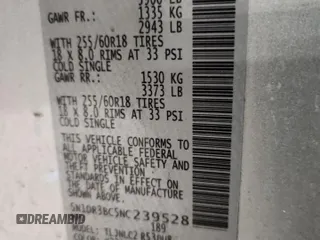 GAWR FR: 1335 KG
2943 LB
WITH 255/60R18 TIRES
18 X 8.0 RIMS AT 33 PSI
COLD SINGLE
GAWR RR: 1530 KG
3373 LB
WITH 255/60R18 TIRES
18 X 8.0 RIMS AT 33 PSI
COLD SINGLE
THIS VEHICLE CONFORMS TO ALL
APPLICABLE FEDERAL MOTOR
VEHICLE SAFETY AND THEFT
PREVENTION STANDARDS IN
EFFECT ON THE DATE OF
MANUFACTURE SHOWN ABOVE.
5N1DR3BC5NC239528
189
MODEL:
DREAMBID